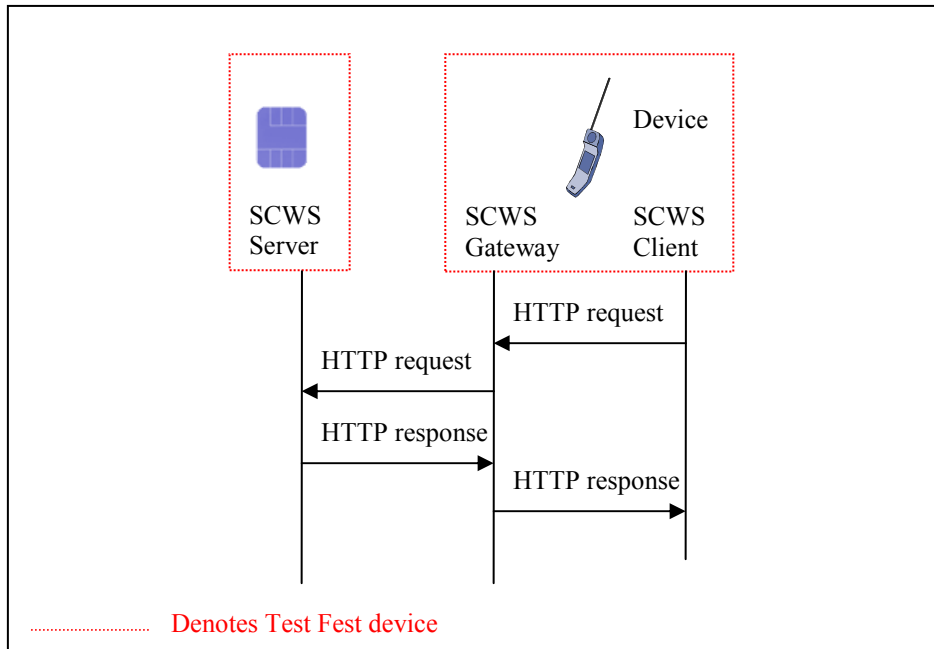 Device
SCWS
Server
SCWS
Gateway
SCWS
Client
HTTP request
HTTP request
HTTP response
HTTP response
Denotes Test Fest device